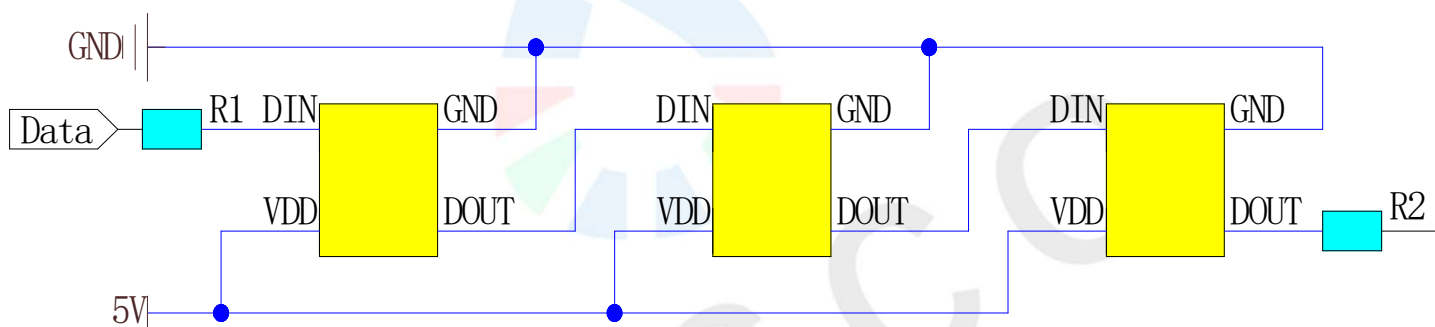 GND
Data R1 DIN GND DIN GND DIN GND
VDD DOUT VDD DOUT VDD DOUT R2
5V